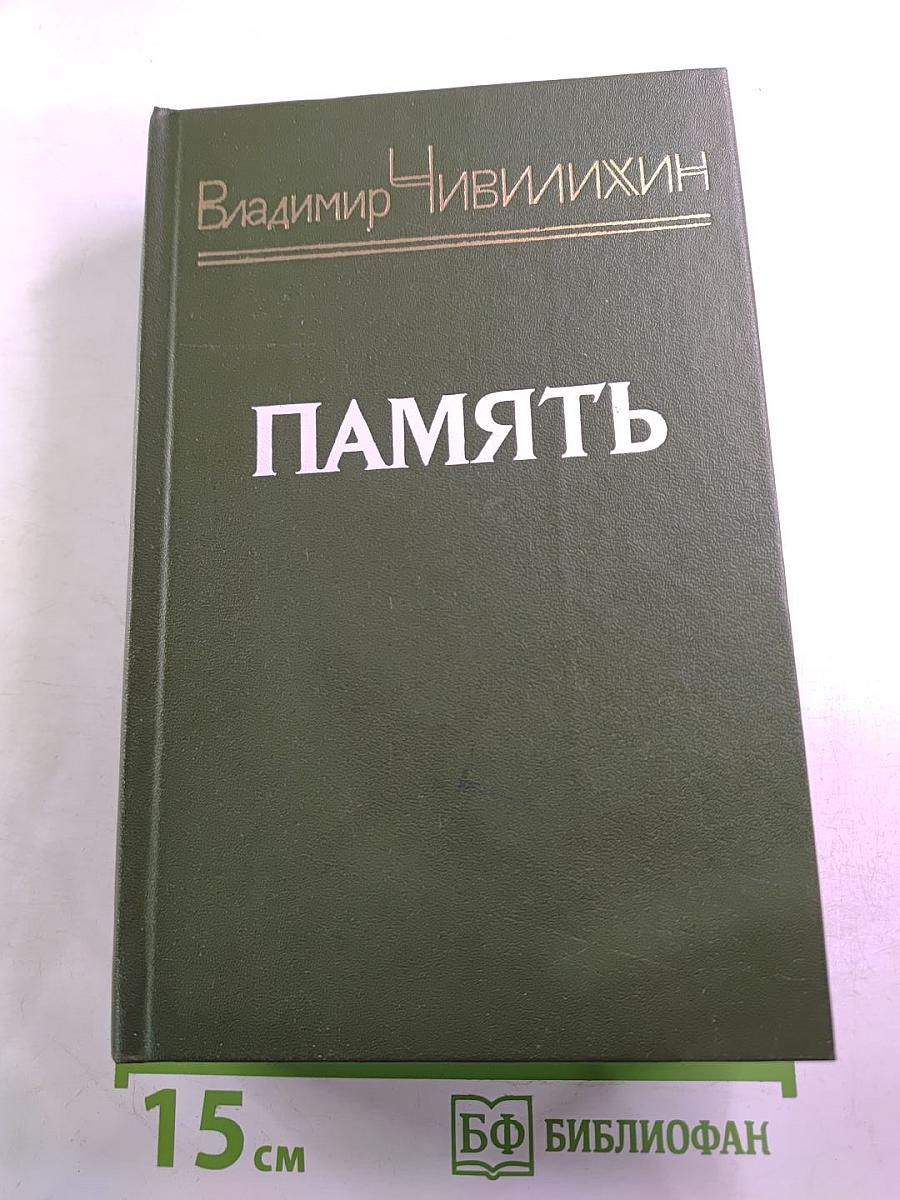 Владимир Чивилихин
ПАМЯТЬ
15 см
БФ БИБЛИОФАН